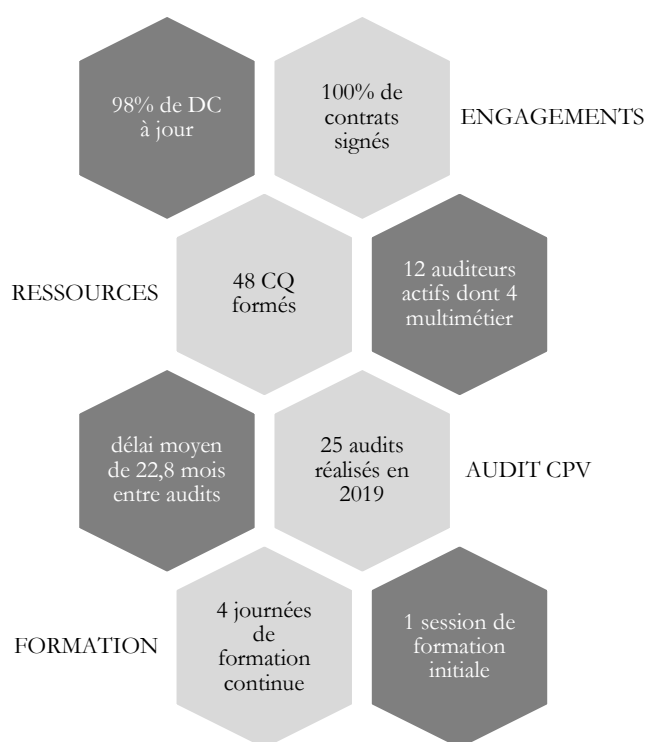 98% de DC
à jour
100% de
contrats
signés
ENGAGEMENTS
RESSOURCES
48 CQ
formés
12 auditeurs
actifs dont 4
multimétier
délai moyen
de 22,8 mois
entre audits
25 audits
réalisés en
2019
AUDIT CPV
FORMATION
4 journées
de
formation
continue
1 session de
formation
initiale